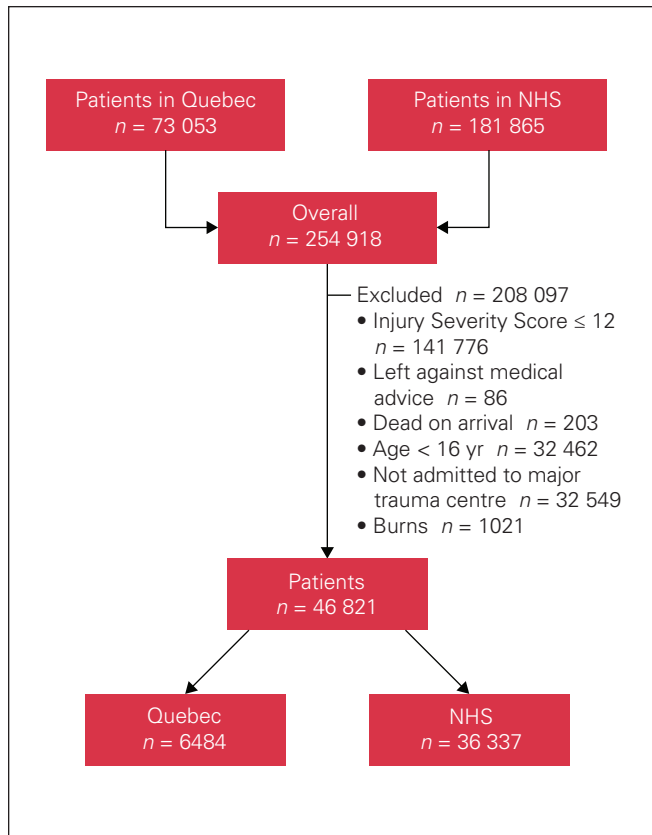 Patients in Quebec
n = 73 053
Patients in NHS
n = 181 865
Overall
n = 254 918
Excluded n = 208 097
• Injury Severity Score ≤ 12
n = 141 776
• Left against medical
advice n = 86
• Dead on arrival n = 203
• Age < 16 yr n = 32 462
• Not admitted to major
trauma centre n = 32 549
• Burns n = 1021
Patients
n = 46 821
Quebec
n = 6484
NHS
n = 36 337